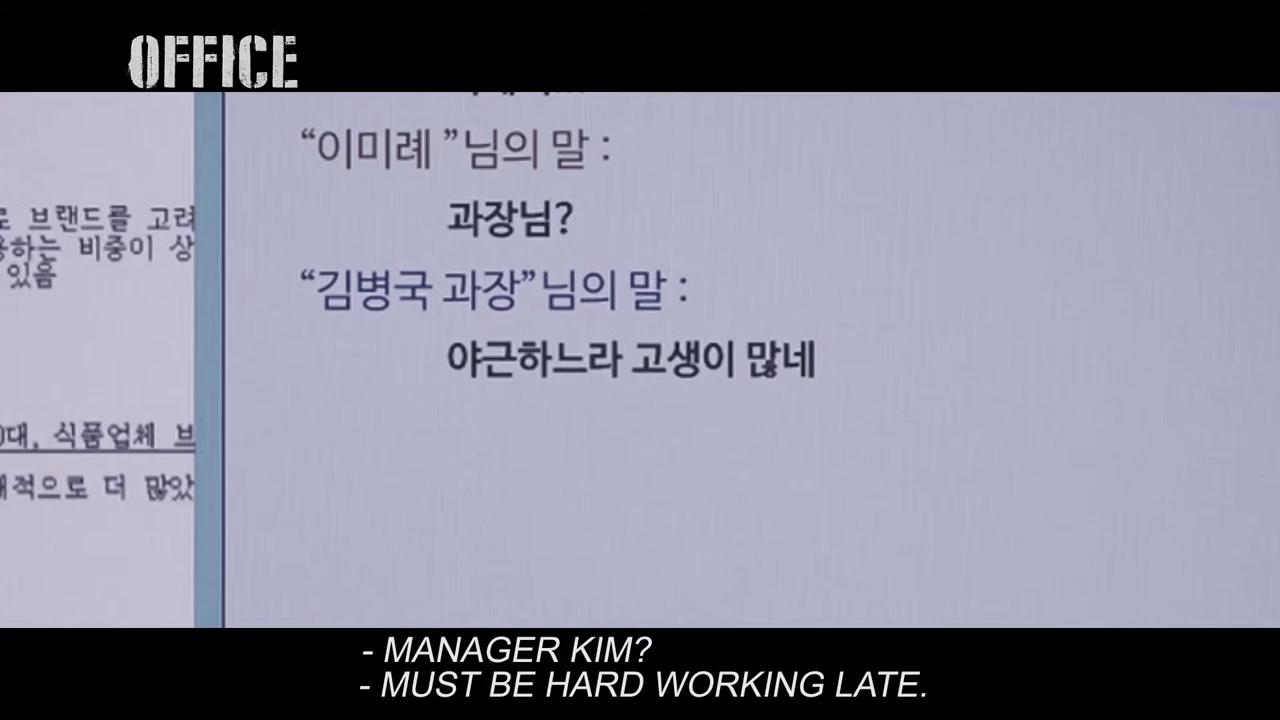 OFFICE
“이미례 ”님의 말 :
과장님?
로 브랜드를 고려
용하는 비중이 상
있음
“김병국 과장”님의 말 :
야근하느라 고생이 많네
대, 식품업체 브
적으로 더 많았
- MANAGER KIM?
- MUST BE HARD WORKING LATE.